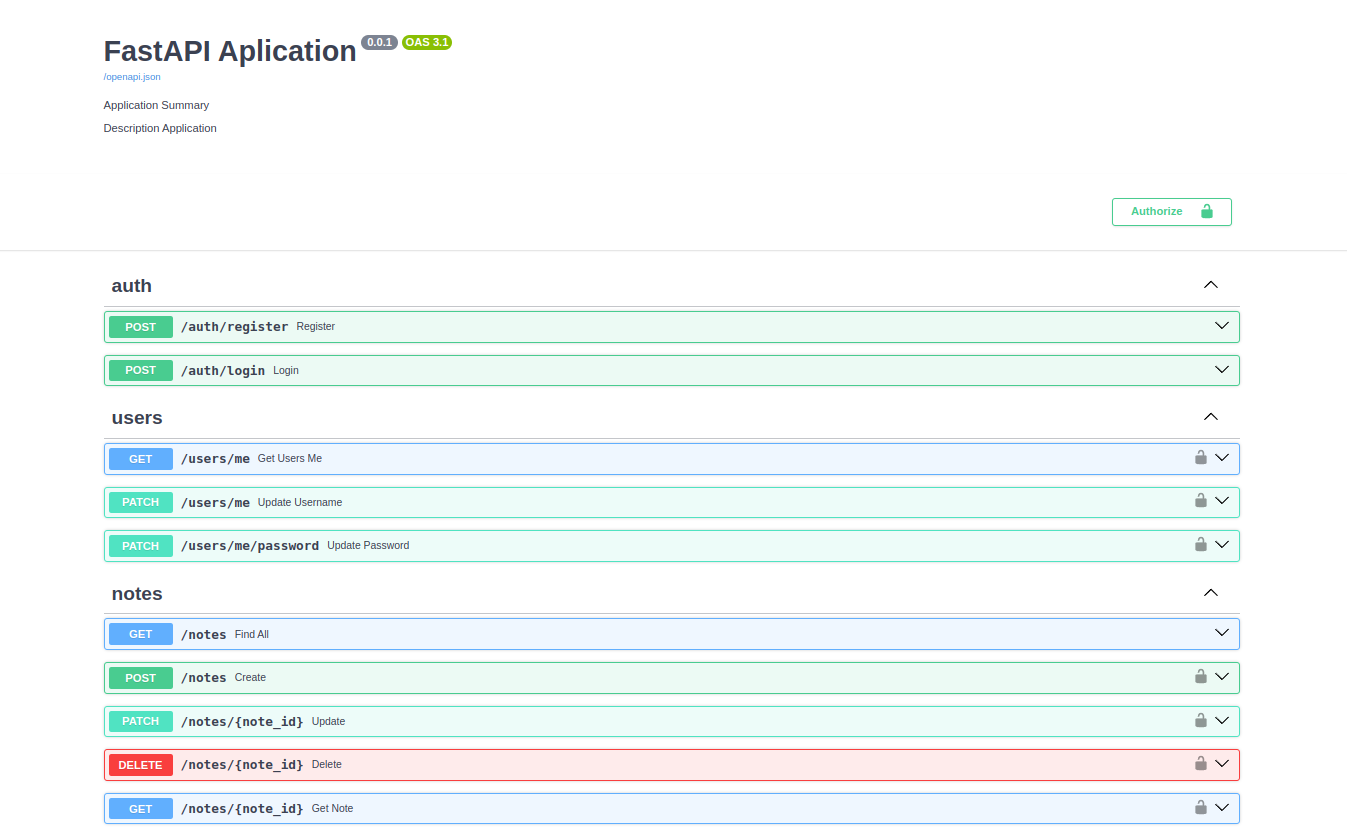 FastAPI Aplication 0.0.1 OAS 3.1
/openapi.json
Application Summary
Description Application
Authorize
auth
POST /auth/register Register
POST /auth/login Login
users
GET /users/me Get Users Me
PATCH /users/me Update Username
PATCH /users/me/password Update Password
notes
GET /notes Find All
POST /notes Create
PATCH /notes/{note_id} Update
DELETE /notes/{note_id} Delete
GET /notes/{note_id} Get Note